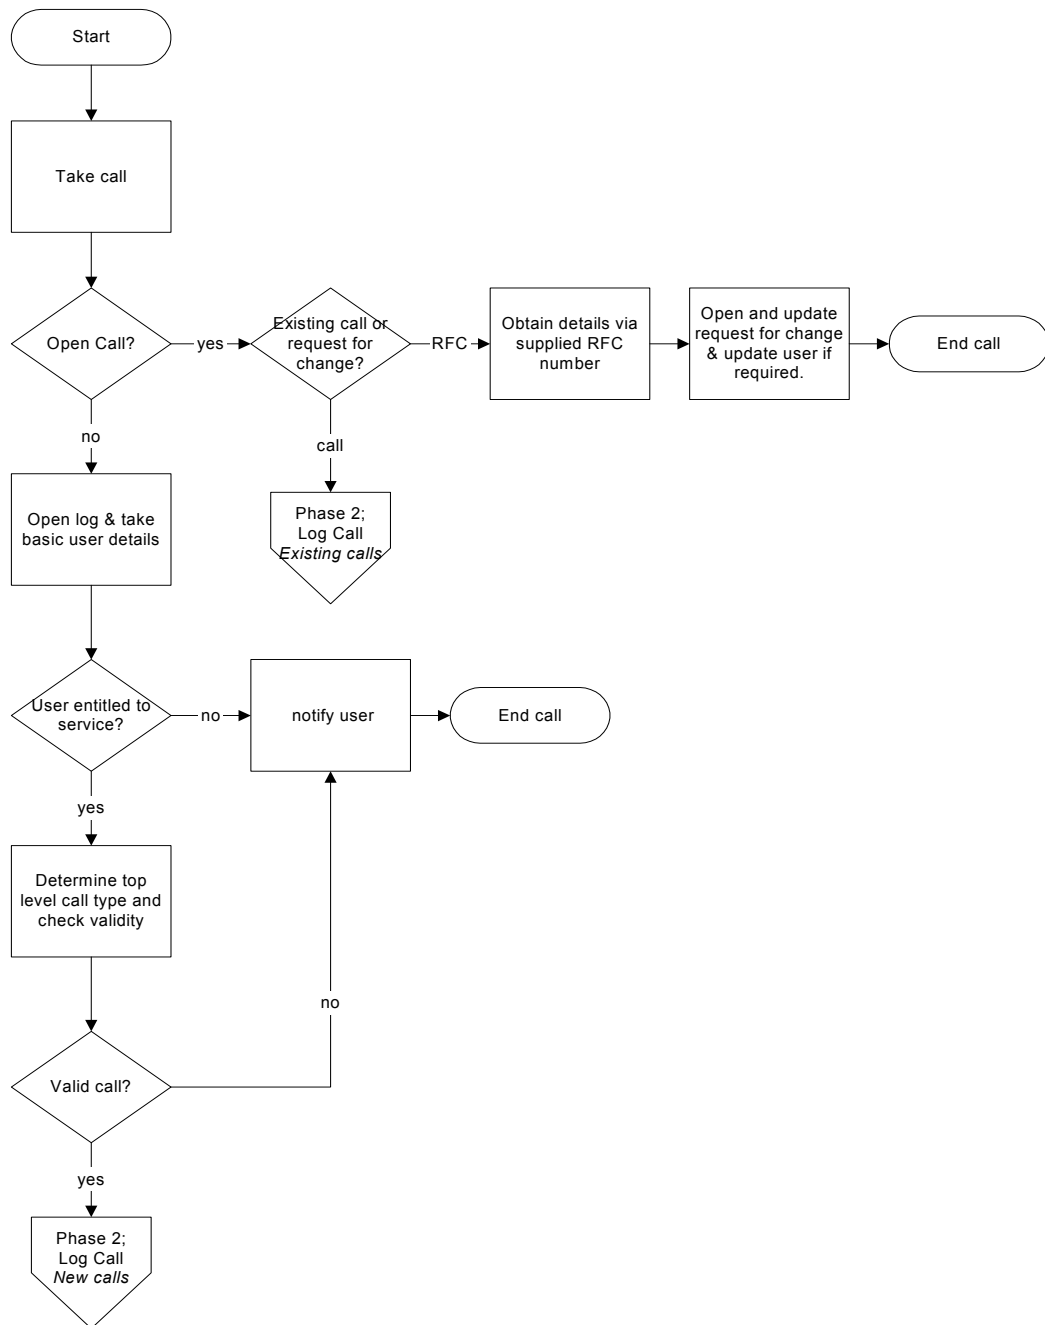 Start
Take call
Open Call?
yes
Existing call or
request for
change?
RFC
Obtain details via
supplied RFC
number
Open and update
request for change
& update user if
required.
End call
no
call
Open log & take
basic user details
Phase 2;
Log Call
Existing calls
User entitled to
service?
no
notify user
End call
yes
Determine top
level call type and
check validity
no
Valid call?
yes
Phase 2;
Log Call
New calls